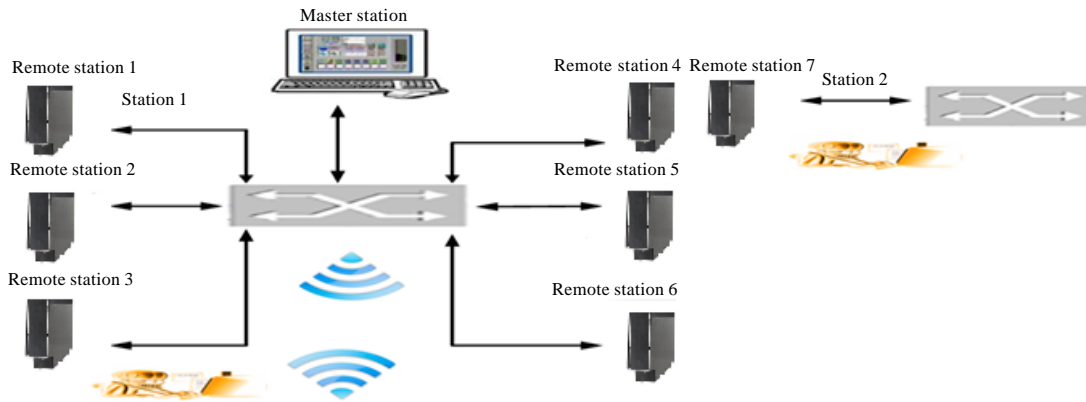 Master station
Remote station 1
Station 1
Remote station 4
Remote station 7
Station 2
Remote station 2
Remote station 5
Remote station 3
Remote station 6